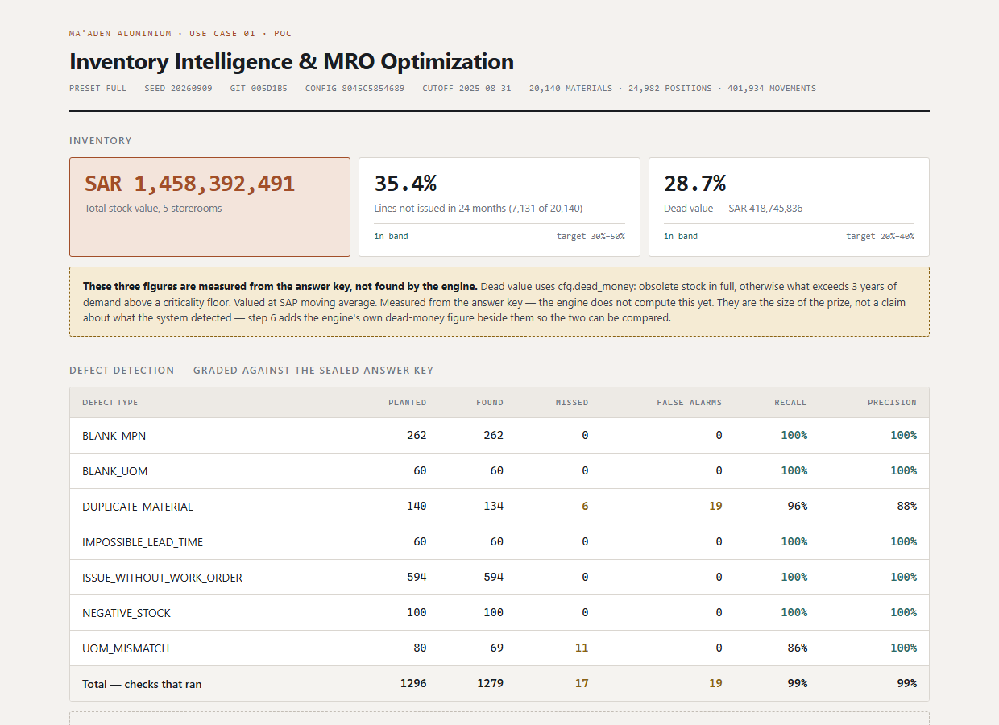 MA'ADEN ALUMINIUM · USE CASE 01 · POC
Inventory Intelligence & MRO Optimization
PRESET FULL SEED 20260909 GIT 005D1B5 CONFIG 8045C5854689 CUTOFF 2025-08-31 20,140 MATERIALS · 24,982 POSITIONS · 401,934 MOVEMENTS
INVENTORY
SAR 1,458,392,491
Total stock value, 5 storerooms
35.4%
Lines not issued in 24 months (7,131 of 20,140)
in band target 30%–50%
28.7%
Dead value — SAR 418,745,836
in band target 20%–40%
These three figures are measured from the answer key, not found by the engine. Dead value uses cfg.dead_money: obsolete stock in full, otherwise what exceeds 3 years of
demand above a criticality floor. Valued at SAP moving average. Measured from the answer key — the engine does not compute this yet. They are the size of the prize, not a claim
about what the system detected — step 6 adds the engine's own dead-money figure beside them so the two can be compared.
DEFECT DETECTION — GRADED AGAINST THE SEALED ANSWER KEY
DEFECT TYPE PLANTED FOUND MISSED FALSE ALARMS RECALL PRECISION
BLANK_MPN 262 262 0 0 100% 100%
BLANK_UOM 60 60 0 0 100% 100%
DUPLICATE_MATERIAL 140 134 6 19 96% 88%
IMPOSSIBLE_LEAD_TIME 60 60 0 0 100% 100%
ISSUE_WITHOUT_WORK_ORDER 594 594 0 0 100% 100%
NEGATIVE_STOCK 100 100 0 0 100% 100%
UOM_MISMATCH 80 69 11 0 86% 100%
Total — checks that ran 1296 1279 17 19 99% 99%